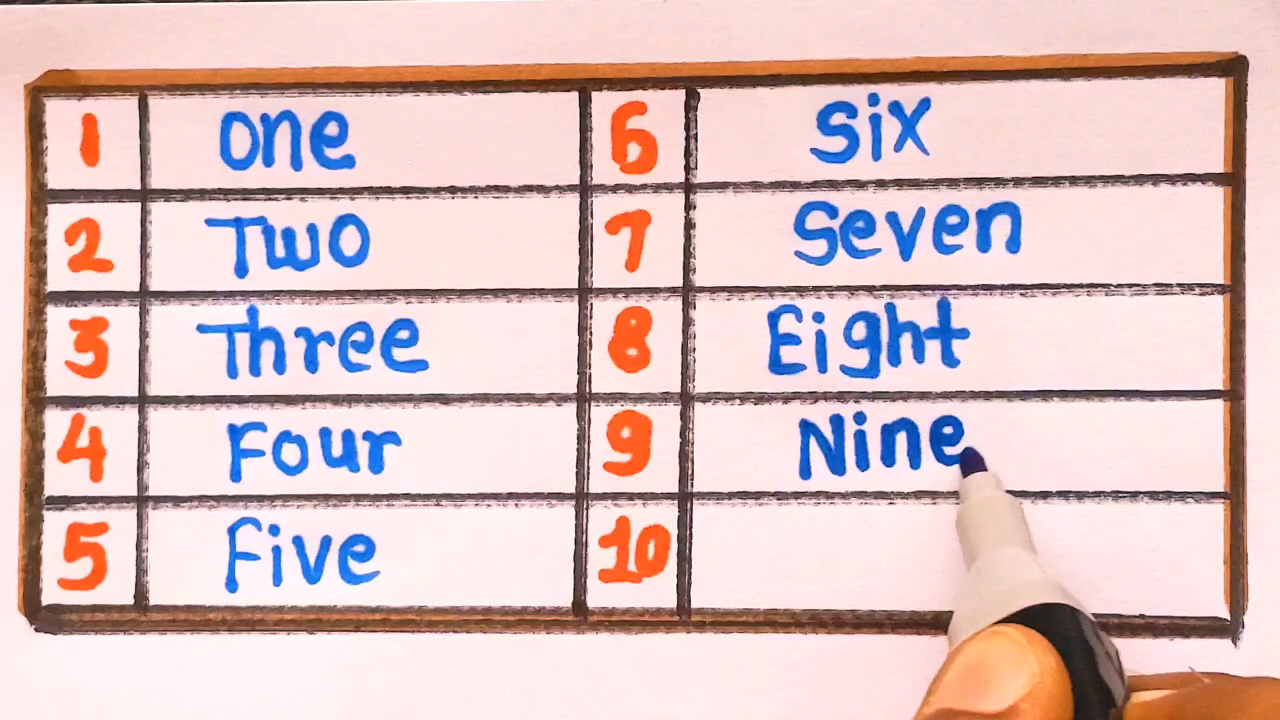 1 One 6 Six
2 Two 7 Seven
3 Three 8 Eight
4 Four 9 Nine
5 Five 10